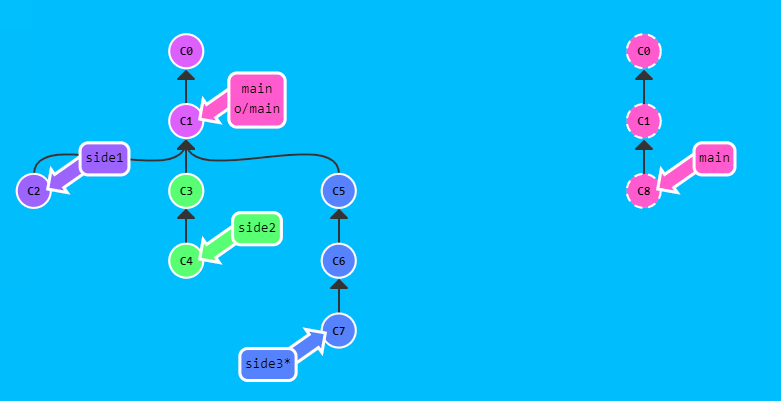 C0
C1
main
o/main
side1
C2
C3
C5
side2
C4
C6
C7
side3*
C0
C1
main
C8